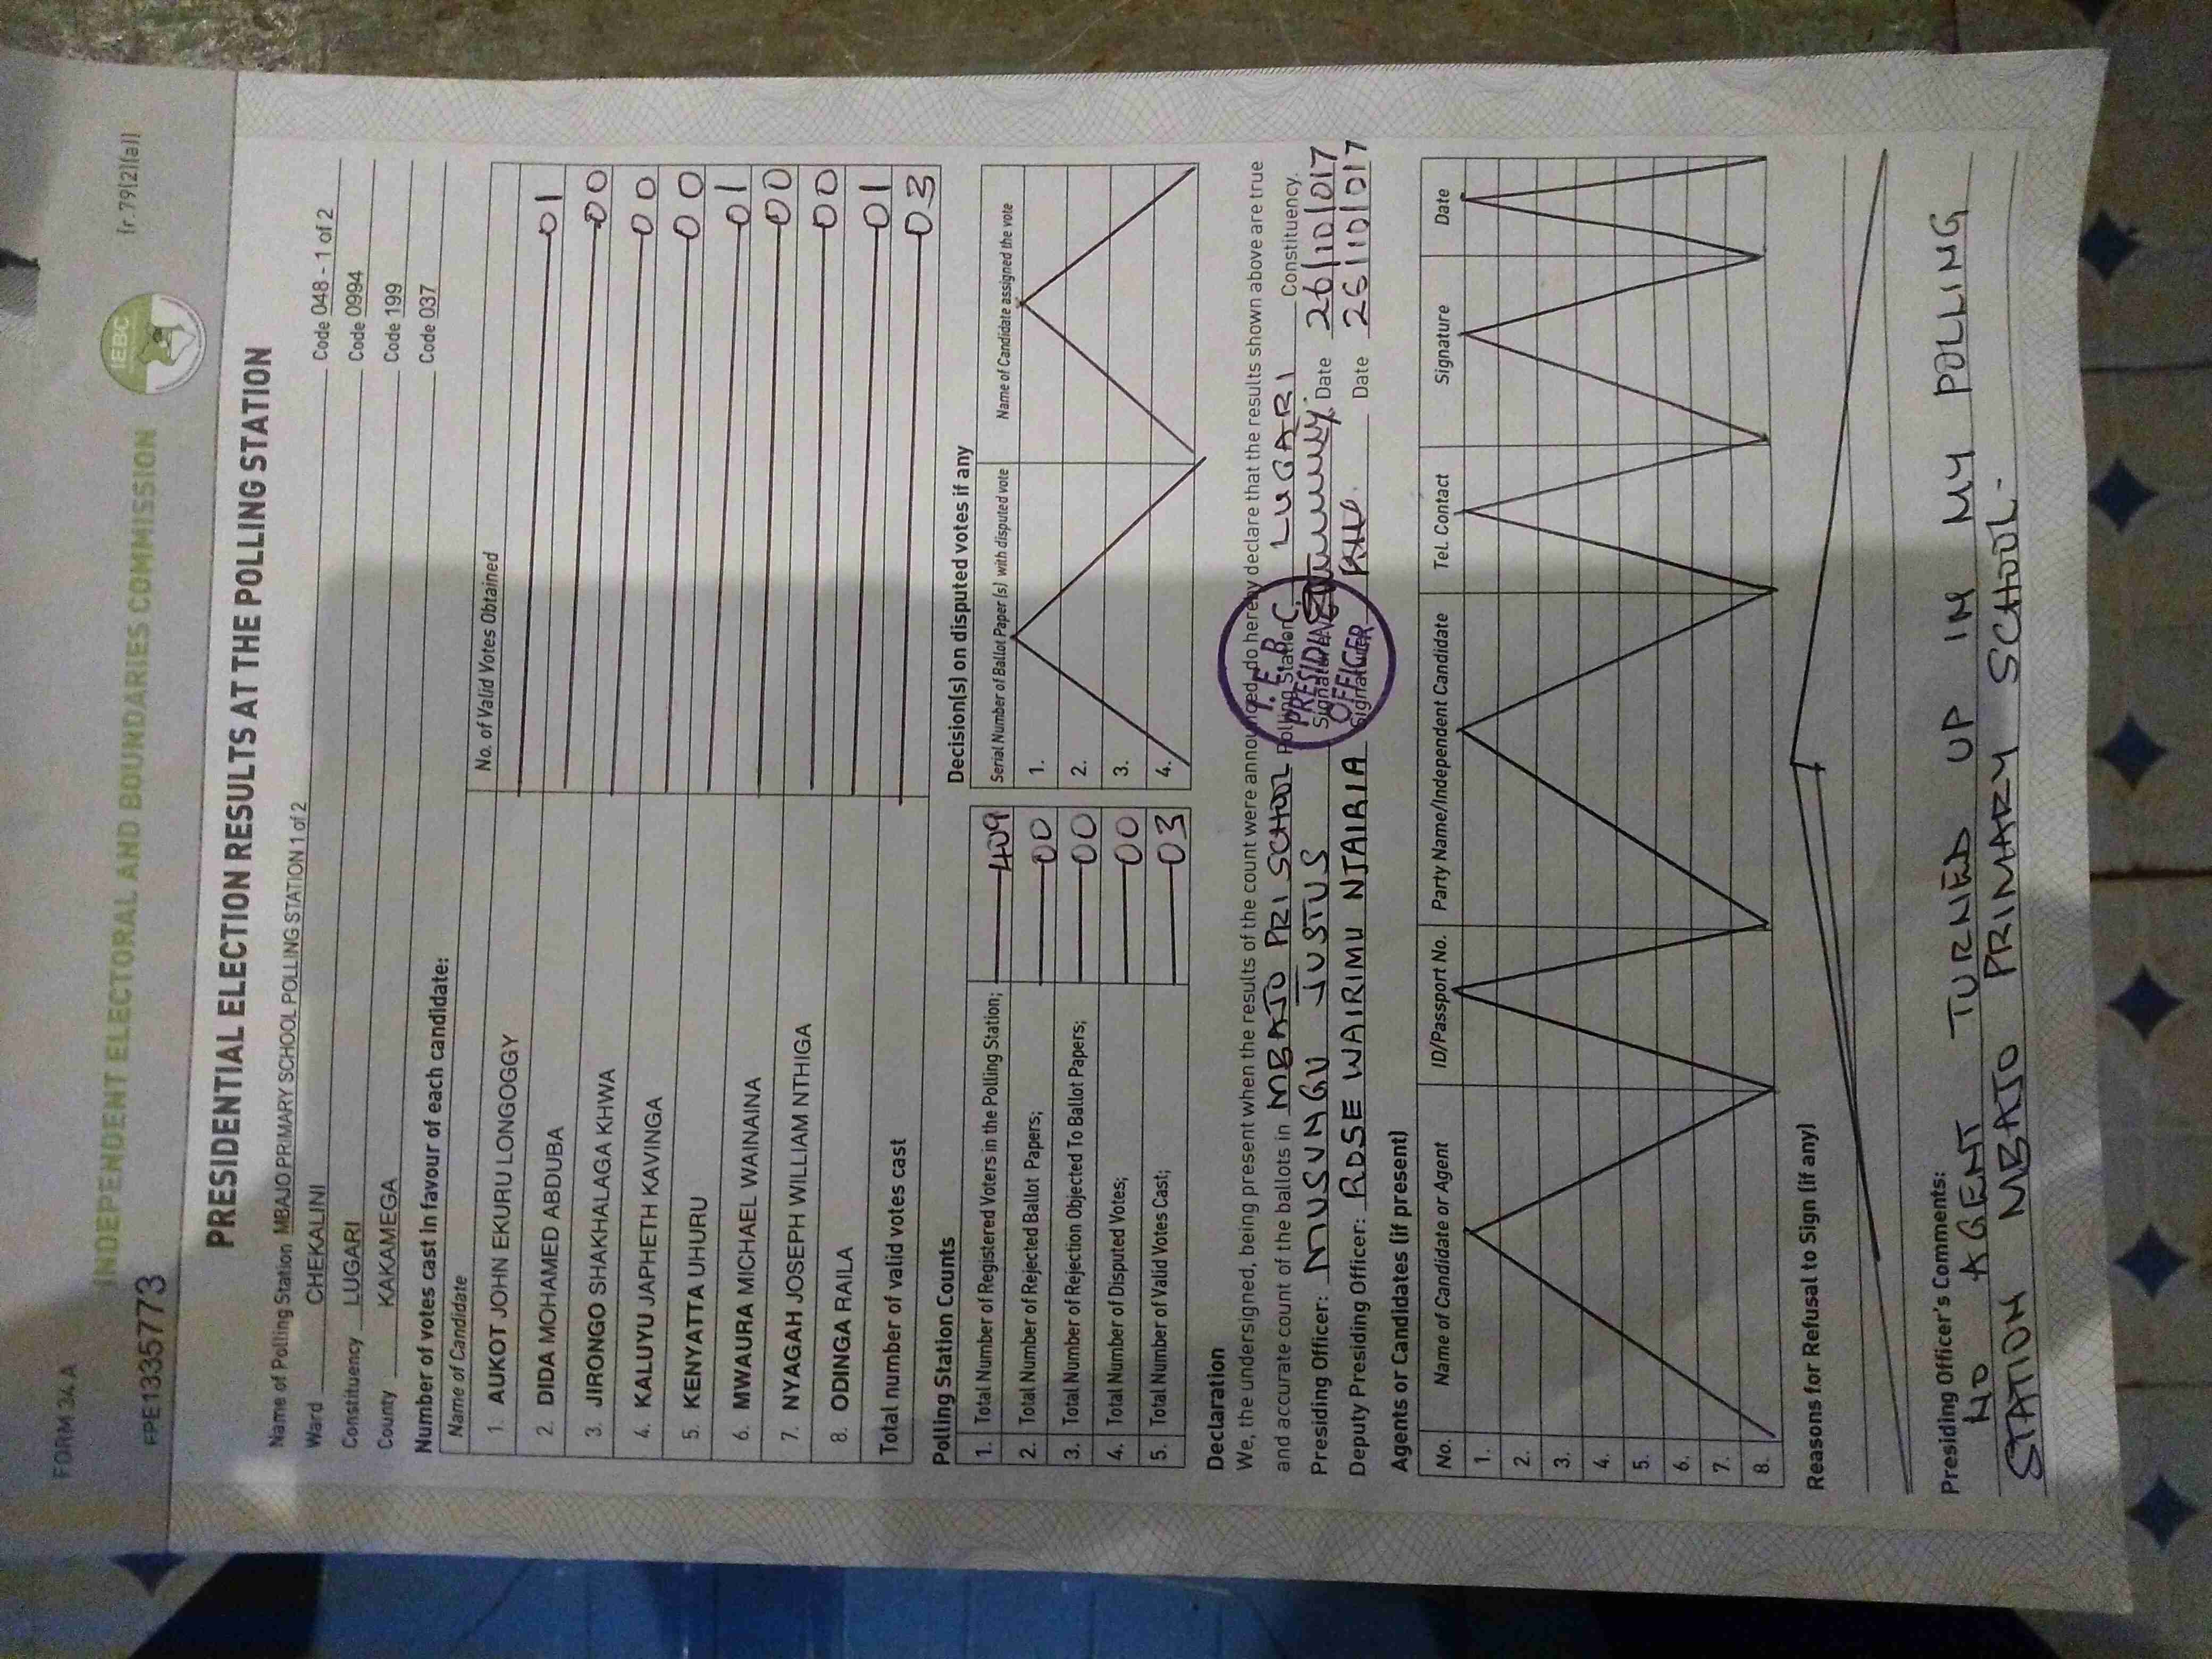 FORM 34A
[r.79(2)(a)]
FPE1335773
INDEPENDENT ELECTORAL AND BOUNDARIES COMMISSION
IEBC
PRESIDENTIAL ELECTION RESULTS AT THE POLLING STATION
Name of Polling Station MBAJO PRIMARY SCHOOL POLLING STATION 1 of 2 Code 048 - 1 of 2
Ward CHEKALINI Code 0994
Constituency LUGARI Code 199
County KAKAMEGA Code 037
Number of votes cast in favour of each candidate:
Name of Candidate No. of Valid Votes Obtained
1. AUKOT JOHN EKURU LONGOGGY 01
2. DIDA MOHAMED ABDUBA 00
3. JIRONGO SHAKHALAGA KHWA 00
4. KALUYU JAPHETH KAVINGA 00
5. KENYATTA UHURU 01
6. MWAURA MICHAEL WAINAINA 00
7. NYAGAH JOSEPH WILLIAM NTHIGA 00
8. ODINGA RAILA 01
Total number of valid votes cast 03
Polling Station Counts
1. Total Number of Registered Voters in the Polling Station; 409
2. Total Number of Rejected Ballot Papers; 00
3. Total Number of Rejection Objected To Ballot Papers; 00
4. Total Number of Disputed Votes; 00
5. Total Number of Valid Votes Cast; 03
Decision(s) on disputed votes if any
Serial Number of Ballot Paper (s) with disputed vote Name of Candidate assigned the vote
1.
2.
3.
4.
Declaration
We, the undersigned, being present when the results of the count were announced, do hereby declare that the results shown above are true
and accurate count of the ballots in MBAJO PRI SCHOOL Polling Station LUGARI Constituency.
Presiding Officer: MUSUNGU JUSTUS Signature Date 26/10/017
Deputy Presiding Officer: ROSE WAIRIMU NJAIRIA Signature Date 26/10/017
I.E.B.C.
PRESIDING
OFFICER
Agents or Candidates (if present)
No. Name of Candidate or Agent ID/Passport No. Party Name/Independent Candidate Tel. Contact Signature Date
1.
2.
3.
4.
5.
6.
7.
8.
Reasons for Refusal to Sign (if any)
Presiding Officer's Comments:
NO AGENT TURNED UP IN MY POLLING
STATION MBAJO PRIMARY SCHOOL.